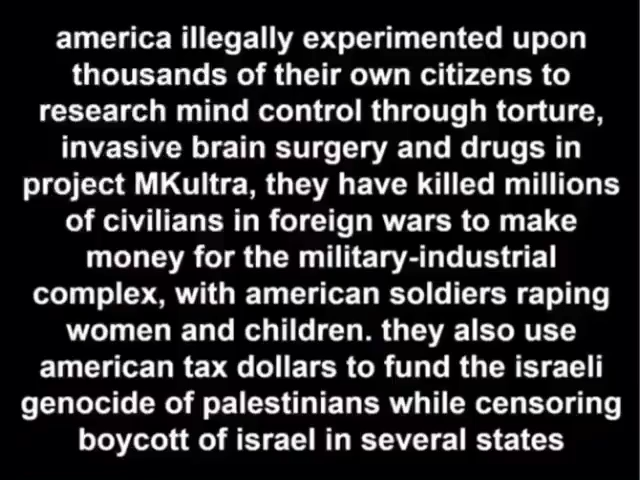 america illegally experimented upon
thousands of their own citizens to
research mind control through torture,
invasive brain surgery and drugs in
project MKultra, they have killed millions
of civilians in foreign wars to make
money for the military-industrial
complex, with american soldiers raping
women and children. they also use
american tax dollars to fund the israeli
genocide of palestinians while censoring
boycott of israel in several states